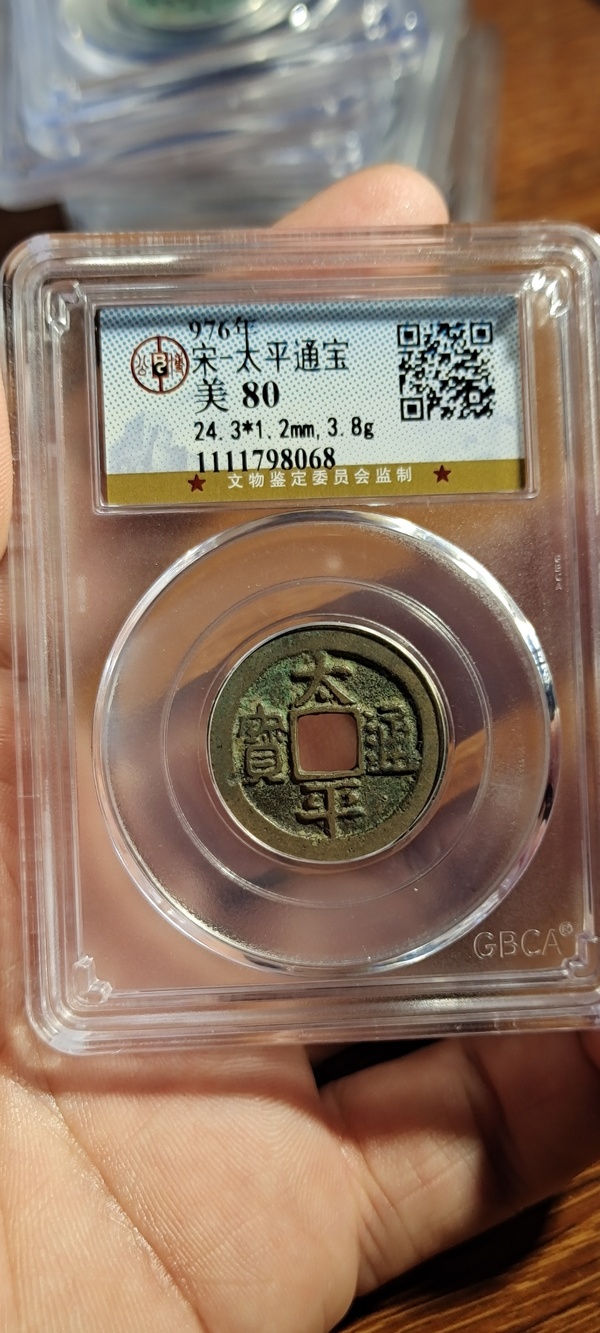 976年
宋-太平通宝
美 80
24.3*1.2mm,3.8g
1111798068
★ 文物鉴定委员会监制 ★
太
寳 通
平
GBCA®